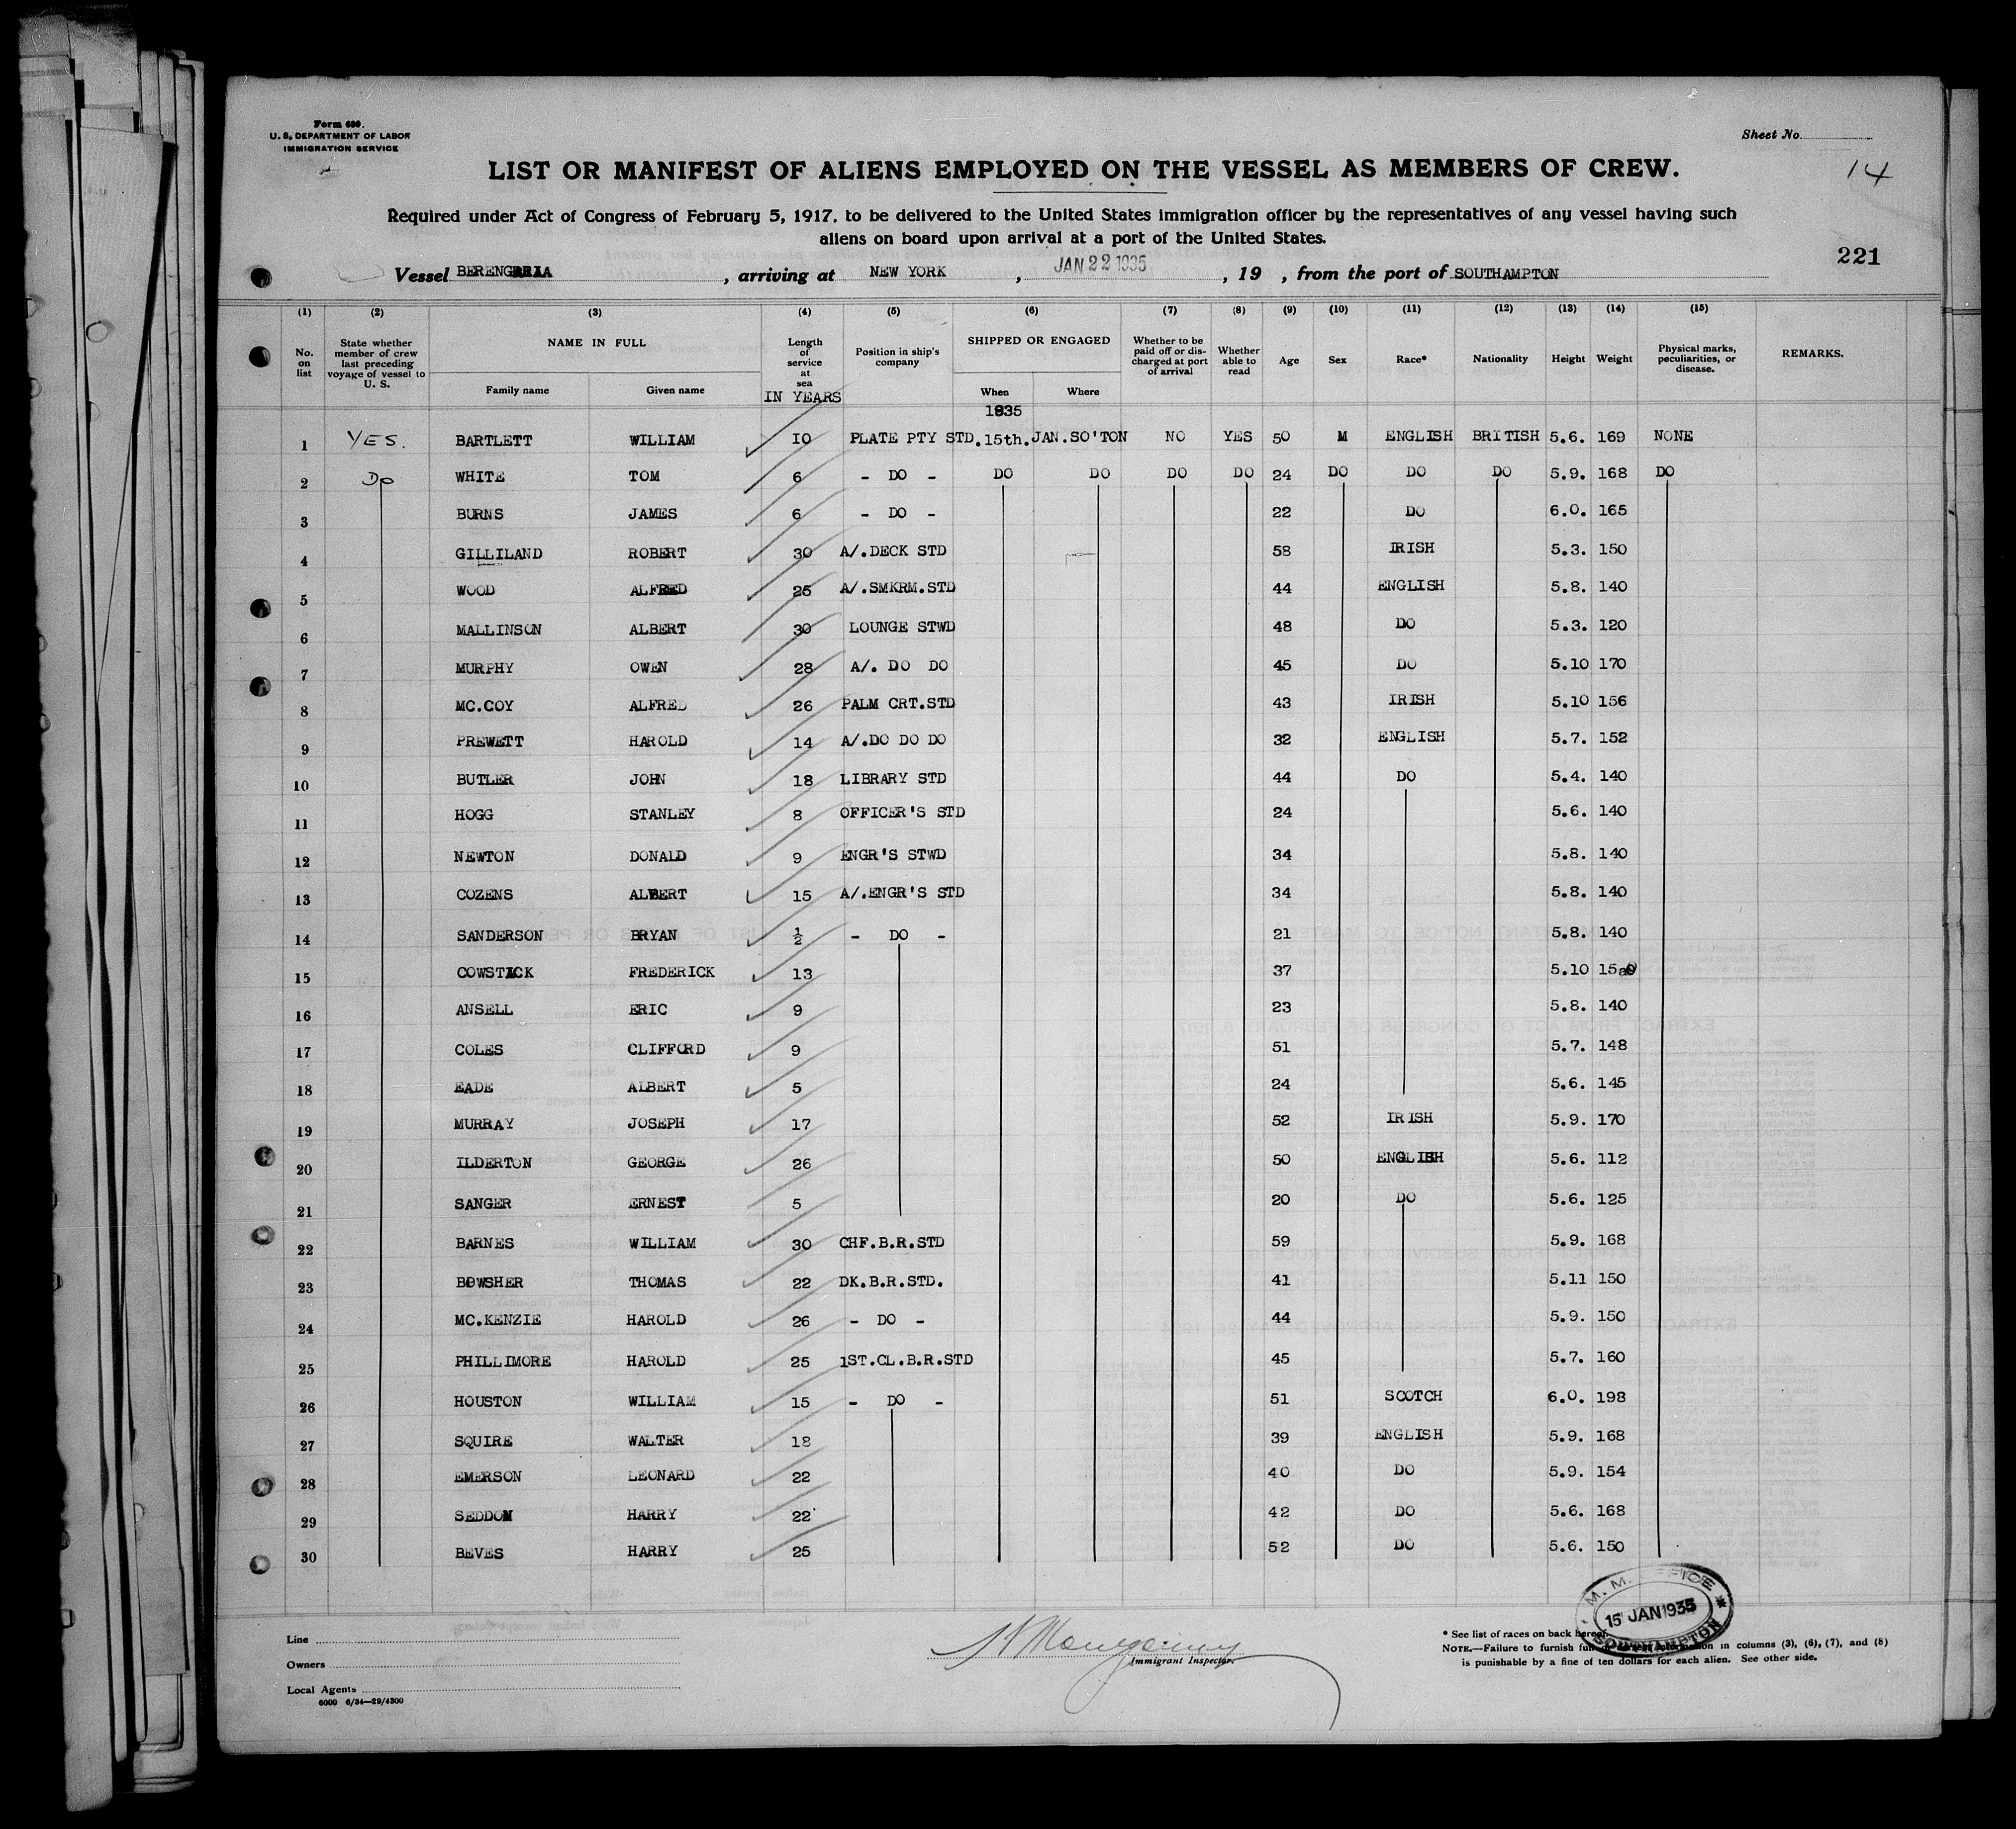 Form 680.
U. S. DEPARTMENT OF LABOR
IMMIGRATION SERVICE
Sheet No.
14
LIST OR MANIFEST OF ALIENS EMPLOYED ON THE VESSEL AS MEMBERS OF CREW.
Required under Act of Congress of February 5, 1917, to be delivered to the United States immigration officer by the representatives of any vessel having such
aliens on board upon arrival at a port of the United States.
221
Vessel BERENGARIA , arriving at NEW YORK , JAN 22 1935 , 19 , from the port of SOUTHAMPTON
(1) (2) (3) (4) (5) (6) (7) (8) (9) (10) (11) (12) (13) (14) (15)
No. on list State whether member of crew last preceding voyage of vessel to U. S. NAME IN FULL Family name Given name Length of service at sea IN YEARS Position in ship's company SHIPPED OR ENGAGED When Where Whether to be paid off or discharged at port of arrival Whether able to read Age Sex Race* Nationality Height Weight Physical marks, peculiarities, or disease. REMARKS.
1935
1 YES. BARTLETT WILLIAM 10 PLATE PTY STD. 15th. JAN. SO'TON NO YES 50 M ENGLISH BRITISH 5.6. 169 NONE
2 Do WHITE TOM 6 - DO - DO DO DO DO 24 DO DO DO 5.9. 168 DO
3 BURNS JAMES 6 - DO - 22 DO 6.0. 165
4 GILLILAND ROBERT 30 A/.DECK STD 58 IRISH 5.3. 150
5 WOOD ALFRED 25 A/.SMKRM.STD 44 ENGLISH 5.8. 140
6 MALLINSON ALBERT 30 LOUNGE STWD 48 DO 5.3. 120
7 MURPHY OWEN 28 A/. DO DO 45 DO 5.10 170
8 MC.COY ALFRED 26 PALM CRT.STD 43 IRISH 5.10 156
9 PREWETT HAROLD 14 A/.DO DO DO 32 ENGLISH 5.7. 152
10 BUTLER JOHN 18 LIBRARY STD 44 DO 5.4. 140
11 HOGG STANLEY 8 OFFICER'S STD 24 5.6. 140
12 NEWTON DONALD 9 ENGR'S STWD 34 5.8. 140
13 COZENS ALBERT 15 A/.ENGR'S STD 34 5.8. 140
14 SANDERSON BRYAN ½ - DO - 21 5.8. 140
15 COWSTICK FREDERICK 13 37 5.10
16 ANSELL ERIC 9 23 5.8. 140
17 COLES CLIFFORD 9 51 5.7. 148
18 EADE ALBERT 5 24 5.6. 145
19 MURRAY JOSEPH 17 52 IRISH 5.9. 170
20 ILDERTON GEORGE 26 50 ENGLISH 5.6. 112
21 SANGER ERNEST 5 20 DO 5.6. 125
22 BARNES WILLIAM 30 CHF.B.R.STD 59 5.9. 168
23 BOWSHER THOMAS 22 DK.B.R.STD. 41 5.11 150
24 MC.KENZIE HAROLD 26 - DO - 44 5.9. 150
25 PHILLIMORE HAROLD 25 1ST.CL.B.R.STD 45 5.7. 160
26 HOUSTON WILLIAM 15 - DO - 51 SCOTCH 6.0. 198
27 SQUIRE WALTER 18 39 ENGLISH 5.9. 168
28 EMERSON LEONARD 22 40 DO 5.9. 154
29 SEDDON HARRY 22 42 DO 5.6. 168
30 BEVES HARRY 25 52 DO 5.6. 150
M. M. OFFICE
15 JAN 1935
SOUTHAMPTON
Line
Owners
Local Agents
6000 6/34—29/4300
Immigrant Inspector.
* See list of races on back hereof.
NOTE.—Failure to furnish full or correct information in columns (3), (6), (7), and (8)
is punishable by a fine of ten dollars for each alien. See other side.